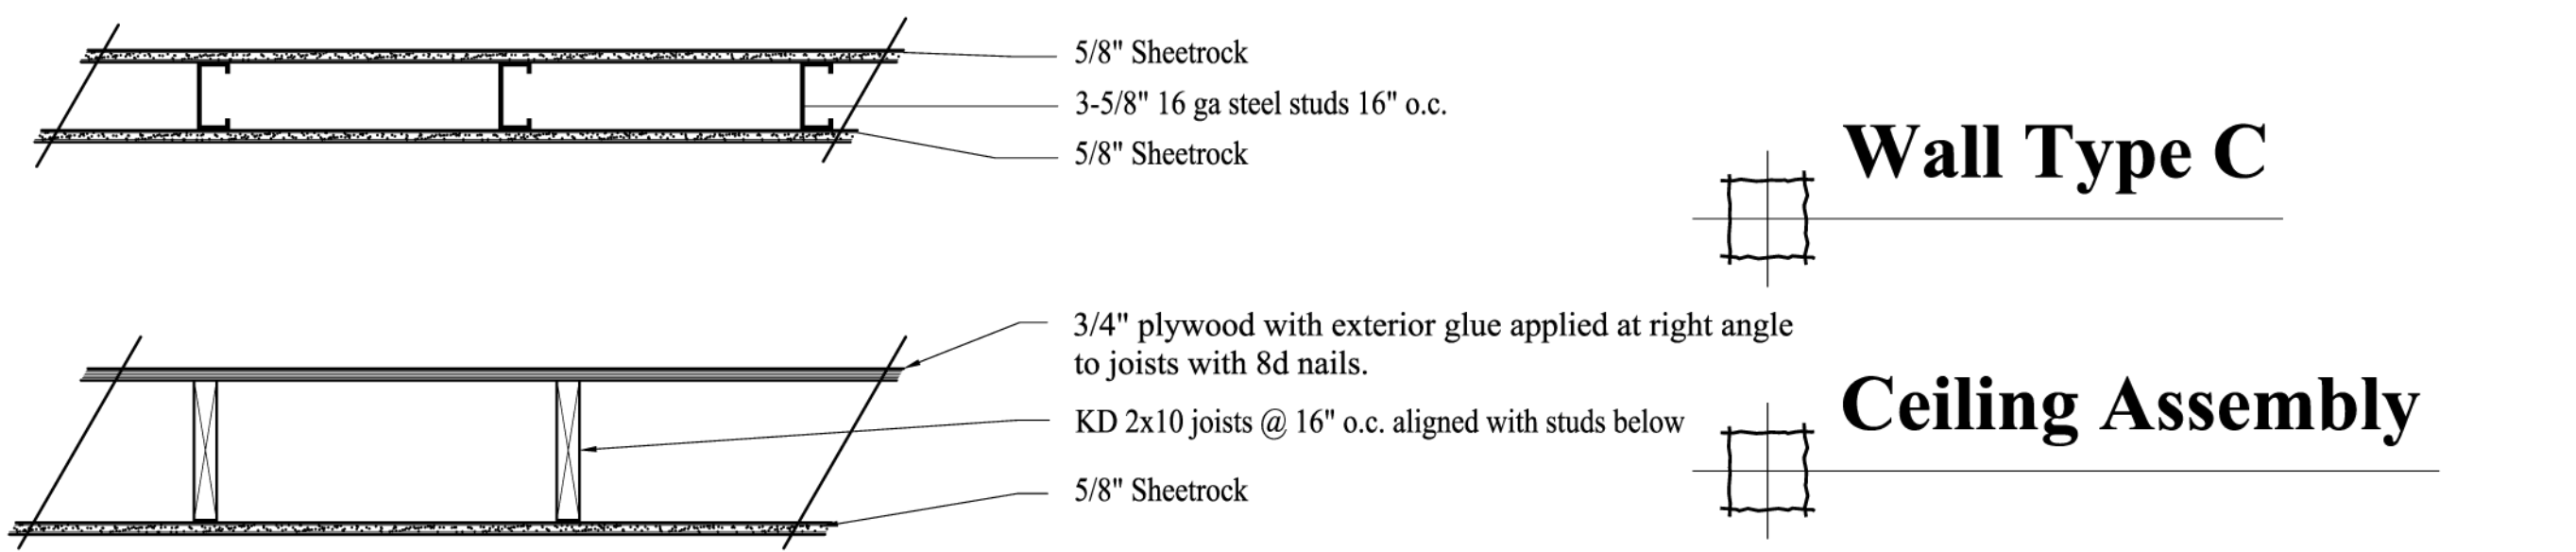 5/8" Sheetrock
3-5/8" 16 ga steel studs 16" o.c.
5/8" Sheetrock
Wall Type C
3/4" plywood with exterior glue applied at right angle
to joists with 8d nails.
KD 2x10 joists @ 16" o.c. aligned with studs below
5/8" Sheetrock
Ceiling Assembly